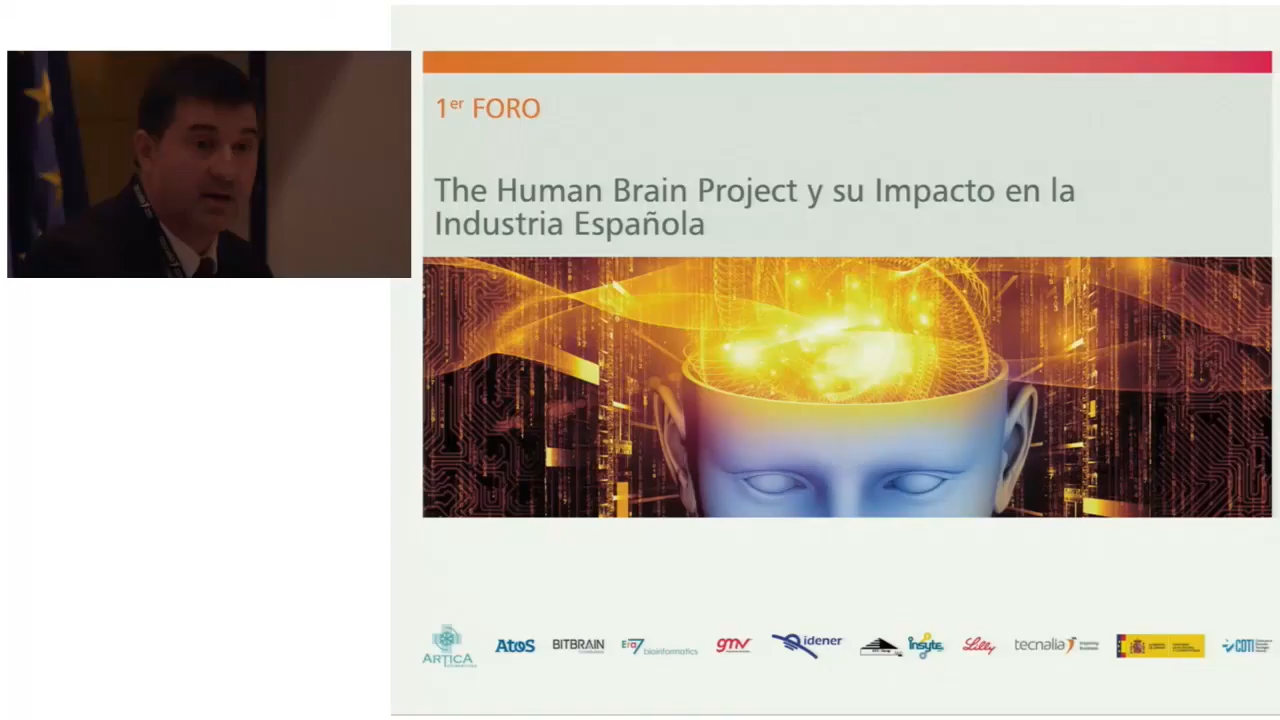 1er FORO
The Human Brain Project y su Impacto en la
Industria Española
ARTICA
Atos
BITBRAIN
Era7 bioinformatics
gmv
idener
insyte
Lilly
tecnalia
CDTI